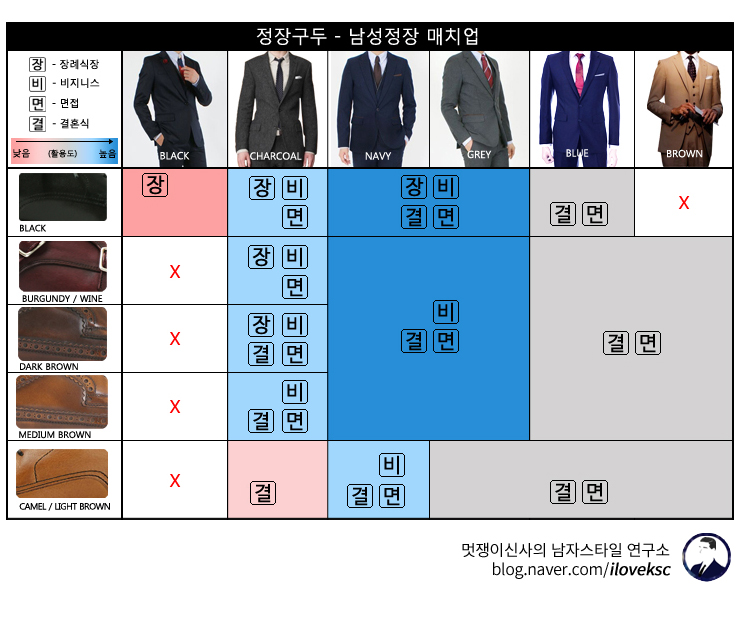 정장구두 - 남성정장 매치업
장 - 장례식장
비 - 비지니스
면 - 면접
결 - 결혼식
낮음 (활용도) 높음
BLACK CHARCOAL NAVY GREY BLUE BROWN
장 장 비 장 비
면 결 면 결 면 X
BLACK
X 장 비
면
BURGUNDY / WINE
비
X 장 비 결 면 결 면
결 면
DARK BROWN
X 비
결 면
MEDIUM BROWN
X 결 비
결 면 결 면
CAMEL / LIGHT BROWN
멋쟁이신사의 남자스타일 연구소
blog.naver.com/iloveksc